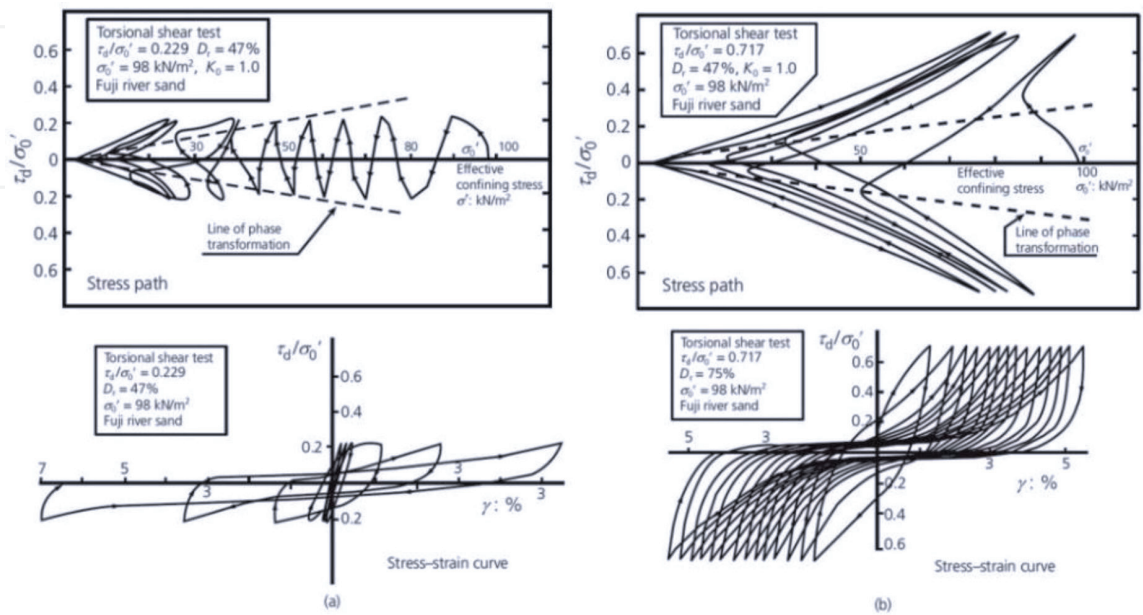 Torsional shear test
τd/σ0′ = 0.229 Dr = 47%
σ0′ = 98 kN/m², K0 = 1.0
Fuji river sand
τd/σ0′
0.6
0.4
0.2
0
0.2
0.4
0.6
30
50
80
100
σ0′
Effective
confining stress
σ′: kN/m²
Line of phase
transformation
Stress path
Torsional shear test
τd/σ0′ = 0.717
Dr = 47%, K0 = 1.0
σ0′ = 98 kN/m²
Fuji river sand
τd/σ0′
0.6
0.4
0.2
0
0.2
0.4
0.6
50
100
σ0′
Effective
confining stress
σ0′: kN/m²
Line of phase
transformation
Stress path
Torsional shear test
τd/σ0′ = 0.229
Dr = 47%
σ0′ = 98 kN/m²
Fuji river sand
τd/σ0′
0.6
0.4
0.2
0.2
7
5
3
3
3
γ: %
Stress–strain curve
(a)
Torsional shear test
τd/σ0′ = 0.717
Dr = 75%
σ0′ = 98 kN/m²
Fuji river sand
τd/σ0′
0.6
0.4
0.2
0.2
0.4
0.6
5
3
3
5
γ: %
Stress–strain curve
(b)